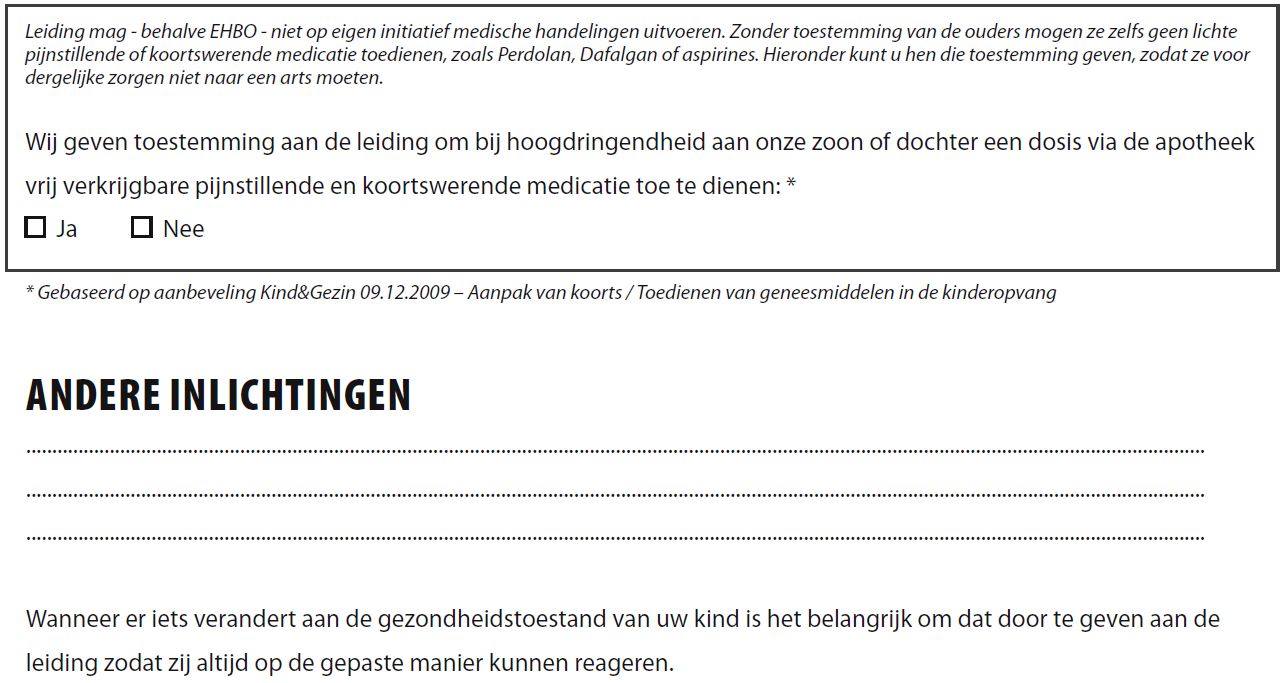 Leiding mag - behalve EHBO - niet op eigen initiatief medische handelingen uitvoeren. Zonder toestemming van de ouders mogen ze zelfs geen lichte
pijnstillende of koortswerende medicatie toedienen, zoals Perdolan, Dafalgan of aspirines. Hieronder kunt u hen die toestemming geven, zodat ze voor
dergelijke zorgen niet naar een arts moeten.
Wij geven toestemming aan de leiding om bij hoogdringendheid aan onze zoon of dochter een dosis via de apotheek
vrij verkrijgbare pijnstillende en koortswerende medicatie toe te dienen: *
☐ Ja ☐ Nee
* Gebaseerd op aanbeveling Kind&Gezin 09.12.2009 – Aanpak van koorts / Toedienen van geneesmiddelen in de kinderopvang
ANDERE INLICHTINGEN
Wanneer er iets verandert aan de gezondheidstoestand van uw kind is het belangrijk om dat door te geven aan de
leiding zodat zij altijd op de gepaste manier kunnen reageren.